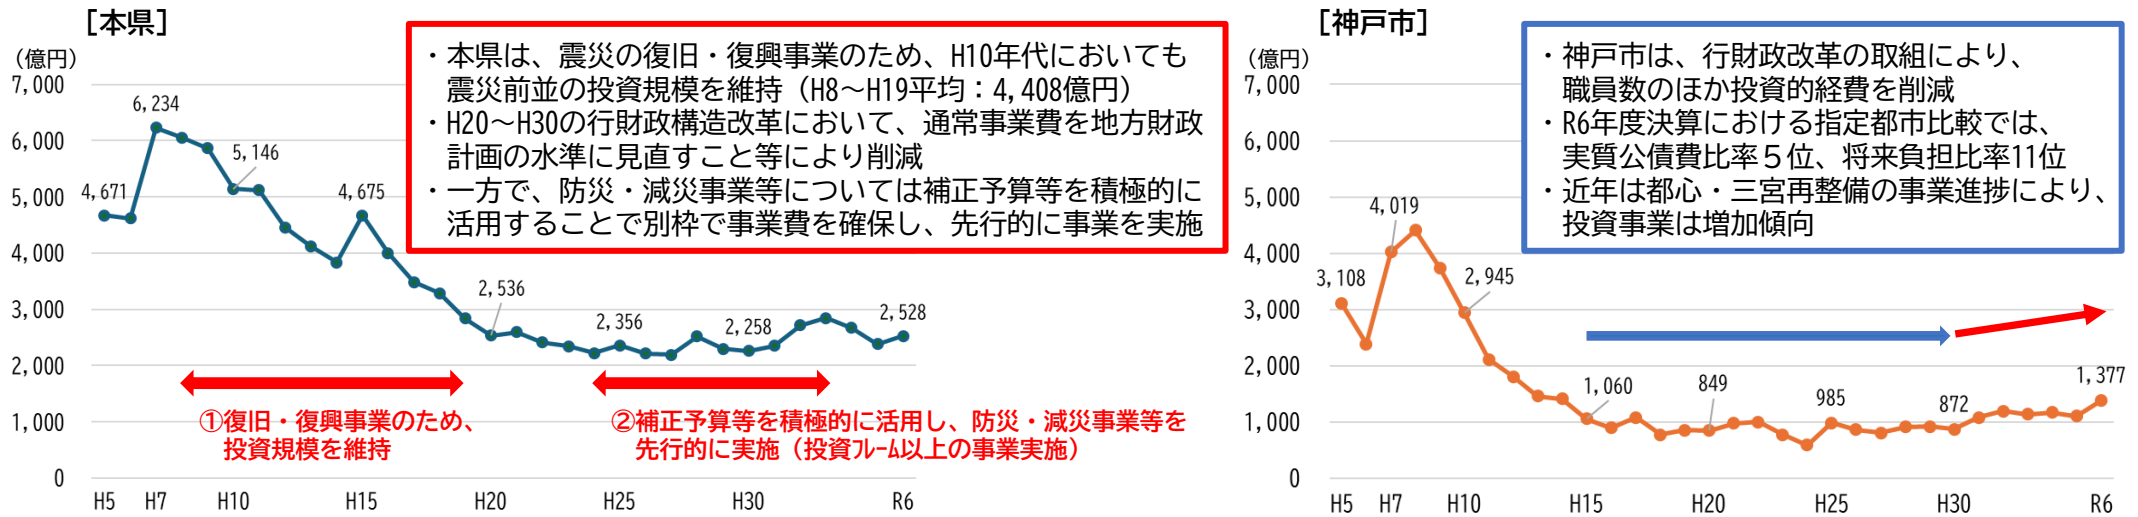 ［本県］
（億円）
7,000
6,000
5,000
4,000
3,000
2,000
1,000
0
4,671
6,234
5,146
4,675
2,536
2,356
2,258
2,528
・本県は、震災の復旧・復興事業のため、H10年代においても
震災前並の投資規模を維持（H8～H19平均：4,408億円）
・H20～H30の行財政構造改革において、通常事業費を地方財政
計画の水準に見直すこと等により削減
・一方で、防災・減災事業等については補正予算等を積極的に
活用することで別枠で事業費を確保し、先行的に事業を実施
①復旧・復興事業のため、
投資規模を維持
②補正予算等を積極的に活用し、防災・減災事業等を
先行的に実施（投資ﾌﾚｰﾑ以上の事業実施）
H5 H7 H10 H15 H20 H25 H30 R6
［神戸市］
（億円）
7,000
6,000
5,000
4,000
3,000
2,000
1,000
0
3,108
4,019
2,945
1,060
849
985
872
1,377
・神戸市は、行財政改革の取組により、
職員数のほか投資的経費を削減
・R6年度決算における指定都市比較では、
実質公債費比率５位、将来負担比率11位
・近年は都心・三宮再整備の事業進捗により、
投資事業は増加傾向
H5 H7 H10 H15 H20 H25 H30 R6